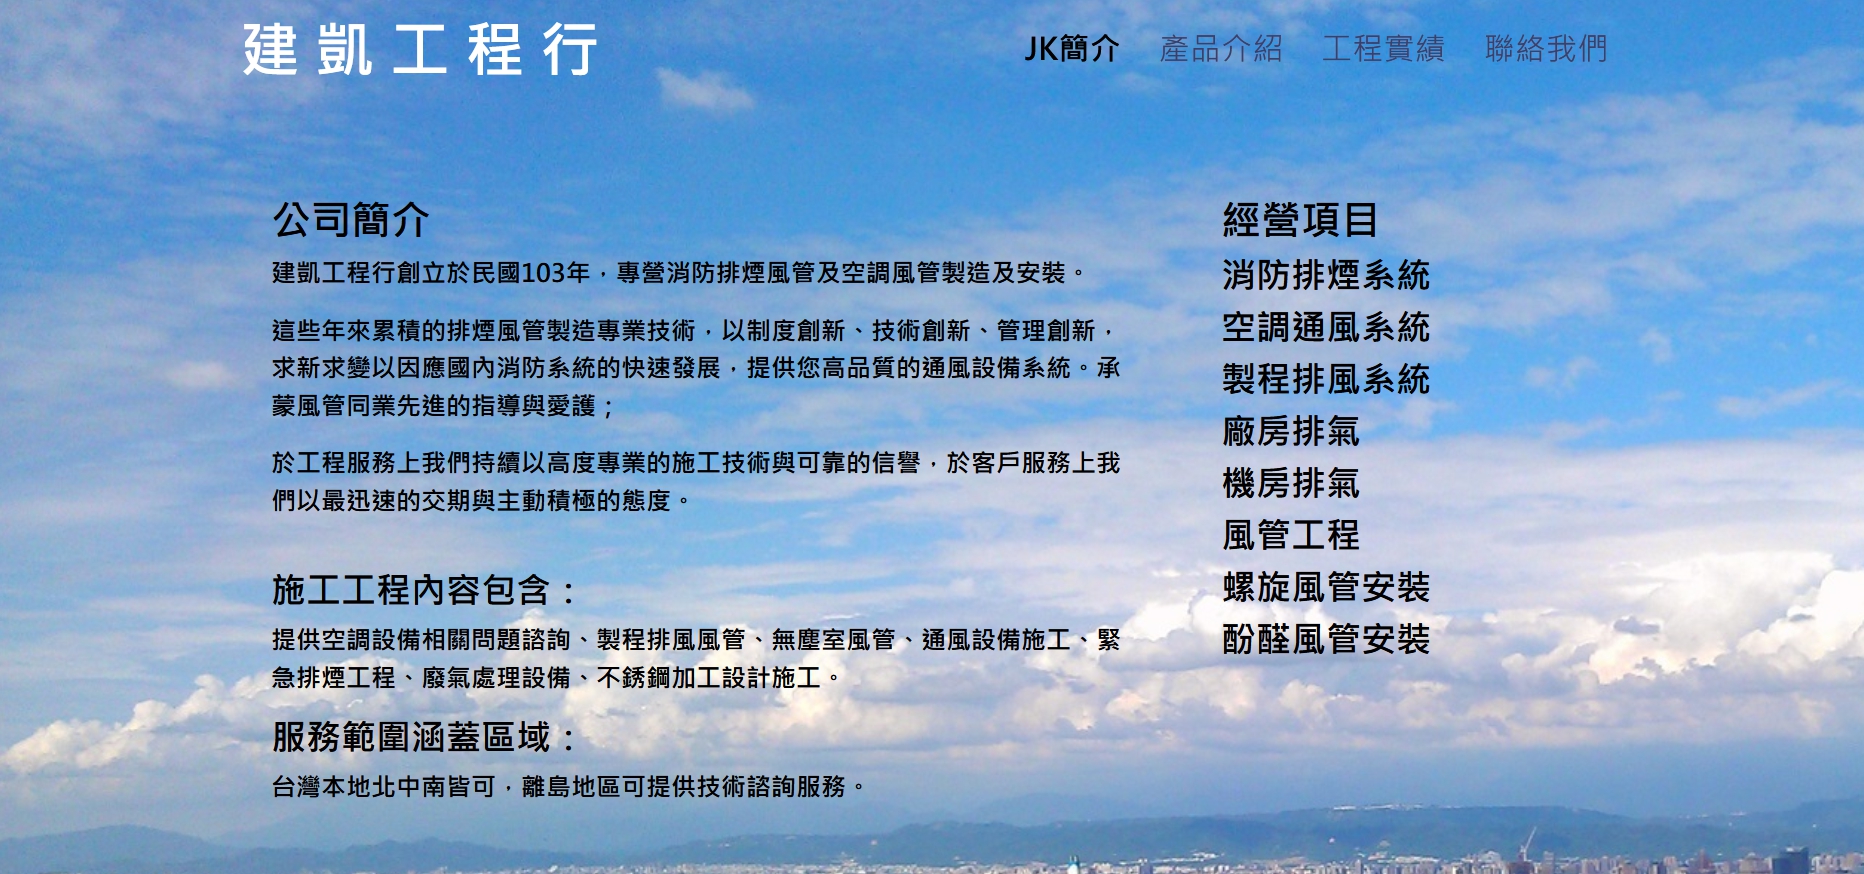 建凱工程行
JK簡介 產品介紹 工程實績 聯絡我們
公司簡介
建凱工程行創立於民國103年，專營消防排煙風管及空調風管製造及安裝。
這些年來累積的排煙風管製造專業技術，以制度創新、技術創新、管理創新，
求新求變以因應國內消防系統的快速發展，提供您高品質的通風設備系統。承
蒙風管同業先進的指導與愛護；
於工程服務上我們持續以高度專業的施工技術與可靠的信譽，於客戶服務上我
們以最迅速的交期與主動積極的態度。
施工工程內容包含：
提供空調設備相關問題諮詢、製程排風風管、無塵室風管、通風設備施工、緊
急排煙工程、廢氣處理設備、不銹鋼加工設計施工。
服務範圍涵蓋區域：
台灣本地北中南皆可，離島地區可提供技術諮詢服務。
經營項目
消防排煙系統
空調通風系統
製程排風系統
廠房排氣
機房排氣
風管工程
螺旋風管安裝
酚醛風管安裝